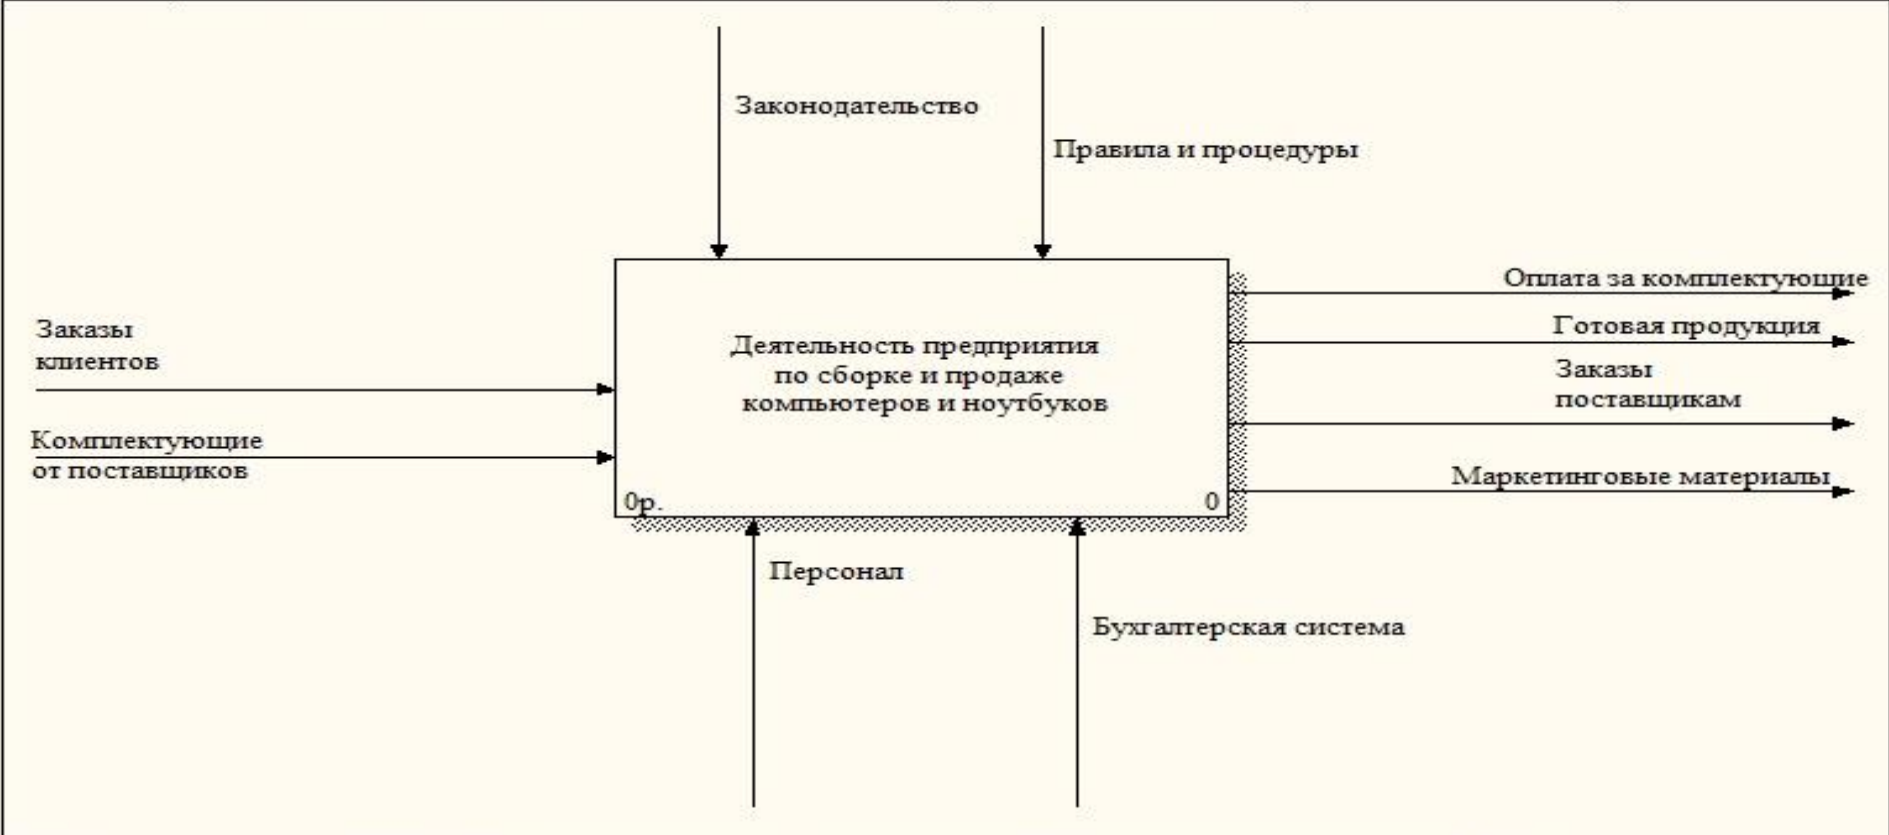 Законодательство
Правила и процедуры
Оплата за комплектующие
Готовая продукция
Заказы
поставщикам
Маркетинговые материалы
Заказы
клиентов
Комплектующие
от поставщиков
Деятельность предприятия
по сборке и продаже
компьютеров и ноутбуков
0р.
0
Персонал
Бухгалтерская система